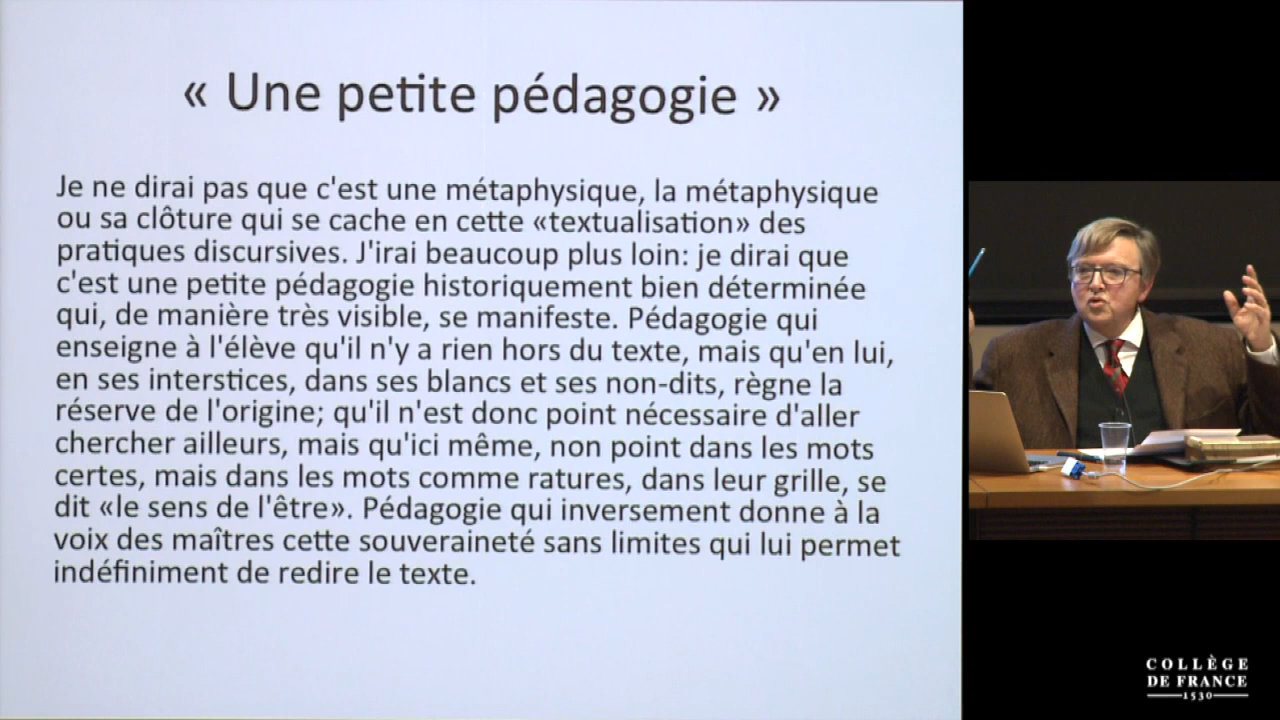 « Une petite pédagogie »
Je ne dirai pas que c'est une métaphysique, la métaphysique
ou sa clôture qui se cache en cette «textualisation» des
pratiques discursives. J'irai beaucoup plus loin: je dirai que
c'est une petite pédagogie historiquement bien déterminée
qui, de manière très visible, se manifeste. Pédagogie qui
enseigne à l'élève qu'il n'y a rien hors du texte, mais qu'en lui,
en ses interstices, dans ses blancs et ses non-dits, règne la
réserve de l'origine; qu'il n'est donc point nécessaire d'aller
chercher ailleurs, mais qu'ici même, non point dans les mots
certes, mais dans les mots comme ratures, dans leur grille, se
dit «le sens de l'être». Pédagogie qui inversement donne à la
voix des maîtres cette souveraineté sans limites qui lui permet
indéfiniment de redire le texte.
COLLÈGE
DE FRANCE
1530